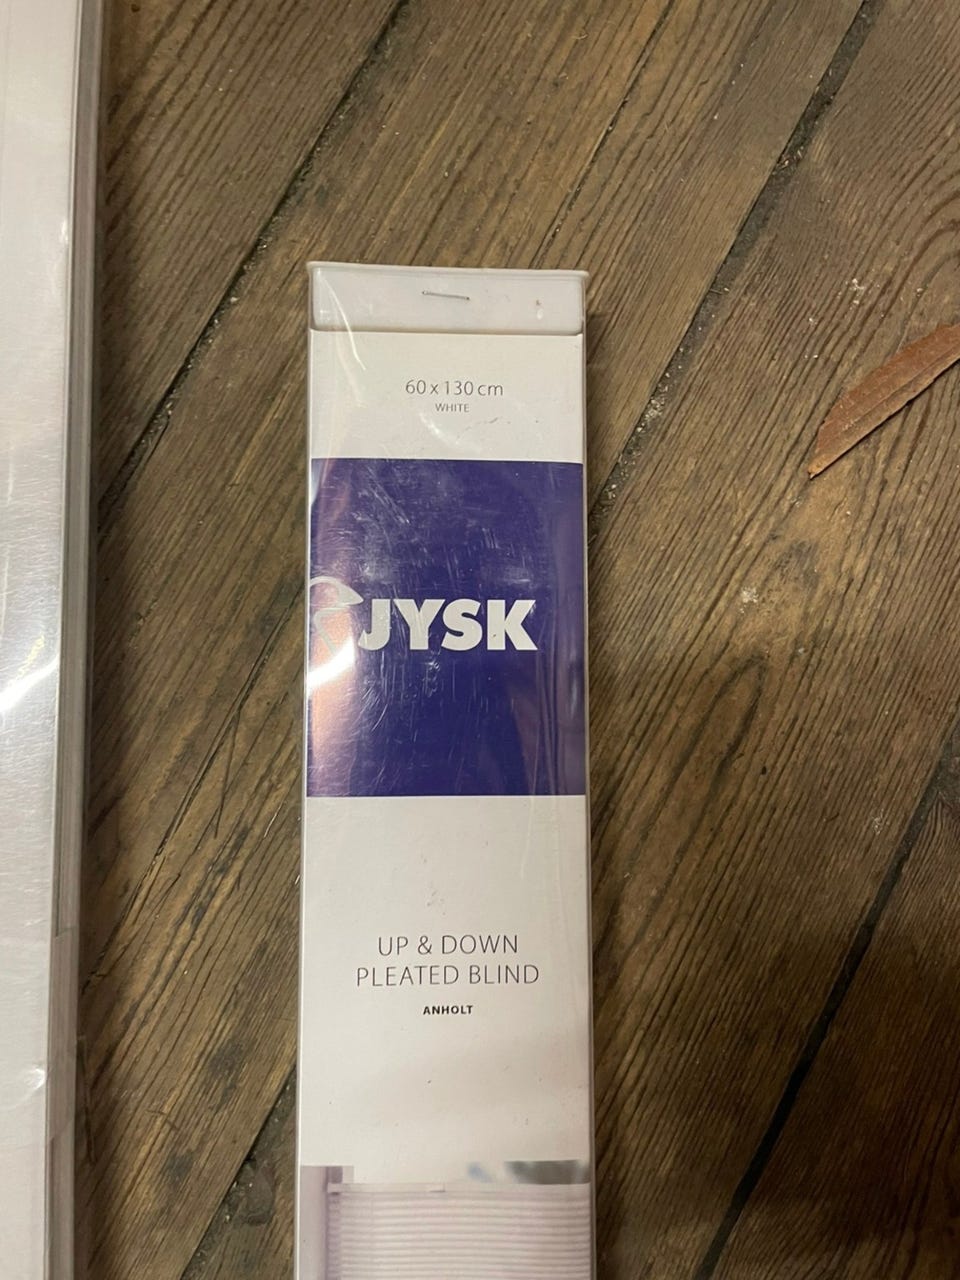 60 x 130 cm
WHITE
JYSK
UP & DOWN
PLEATED BLIND
ANHOLT